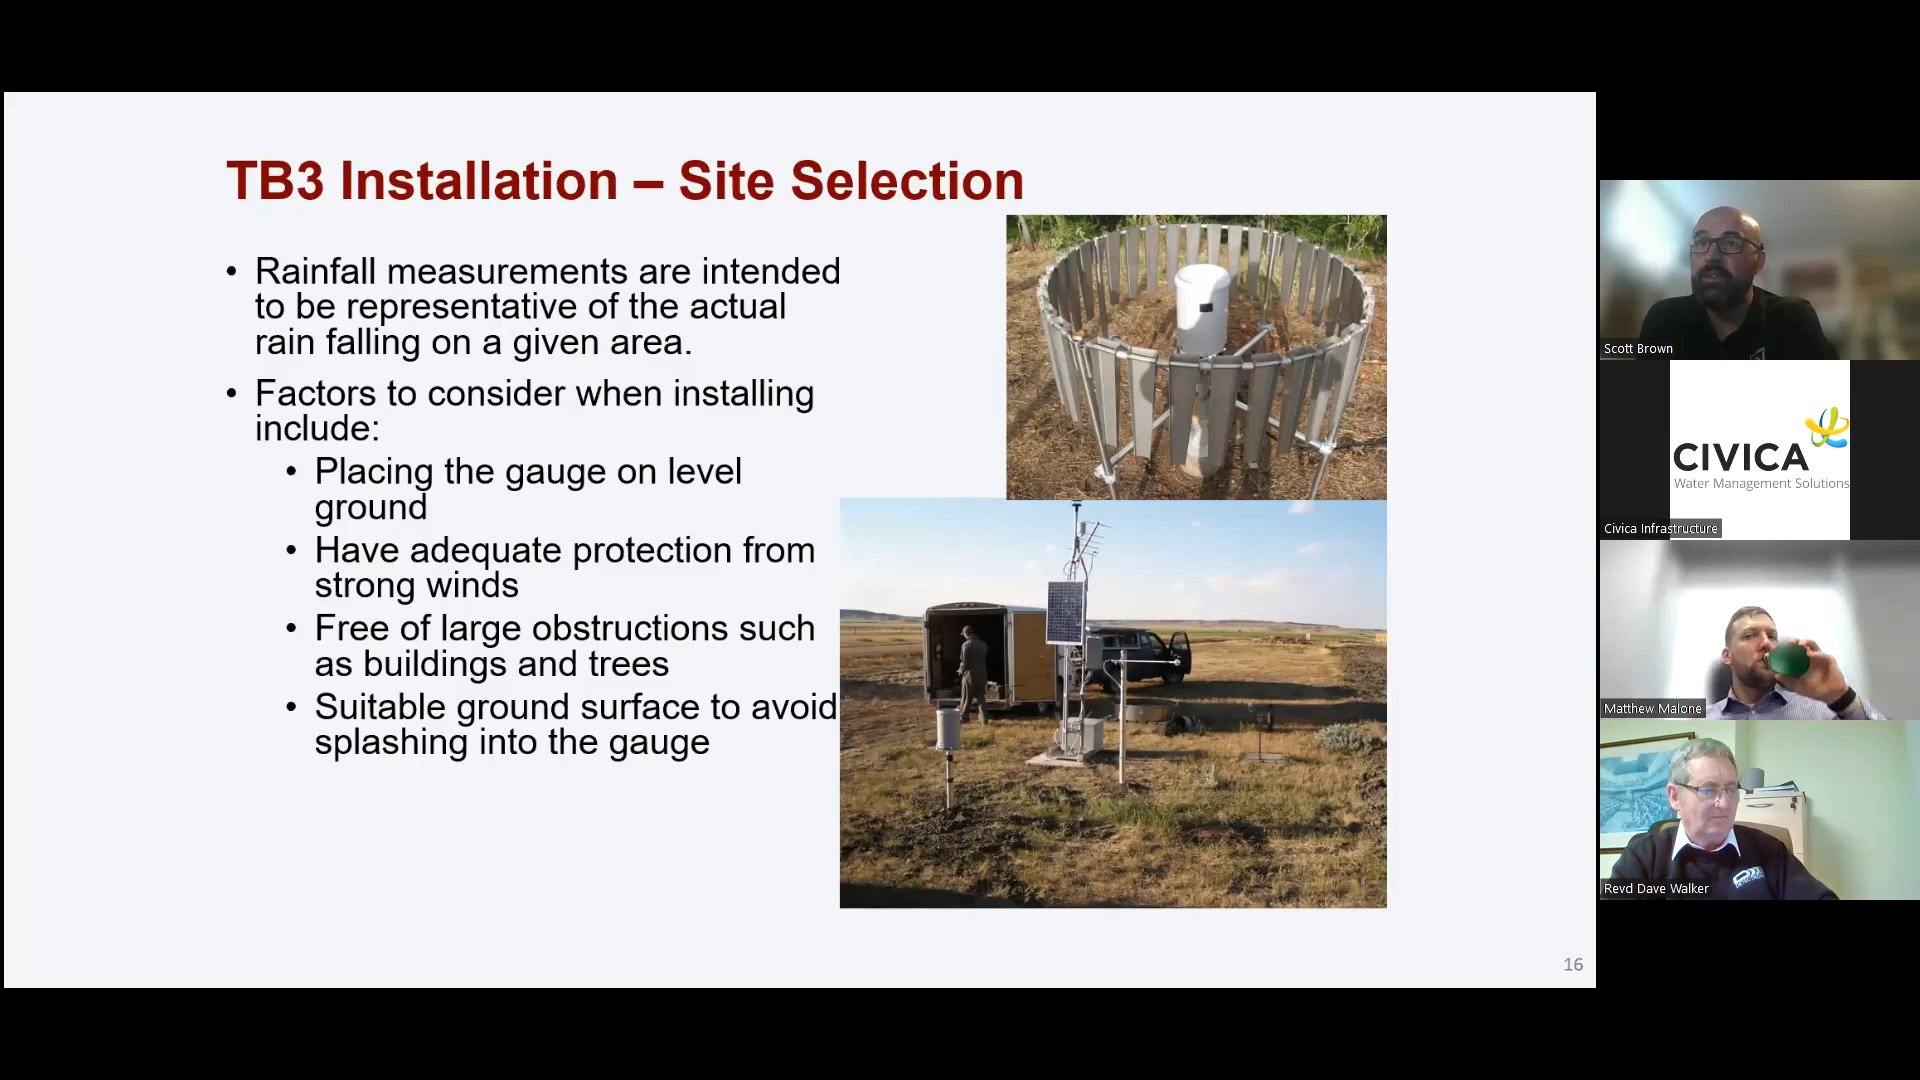 TB3 Installation – Site Selection
• Rainfall measurements are intended
to be representative of the actual
rain falling on a given area.
• Factors to consider when installing
include:
• Placing the gauge on level
ground
• Have adequate protection from
strong winds
• Free of large obstructions such
as buildings and trees
• Suitable ground surface to avoid
splashing into the gauge
16
Scott Brown
CIVICA
Water Management Solutions
Civica Infrastructure
Matthew Malone
Revd Dave Walker